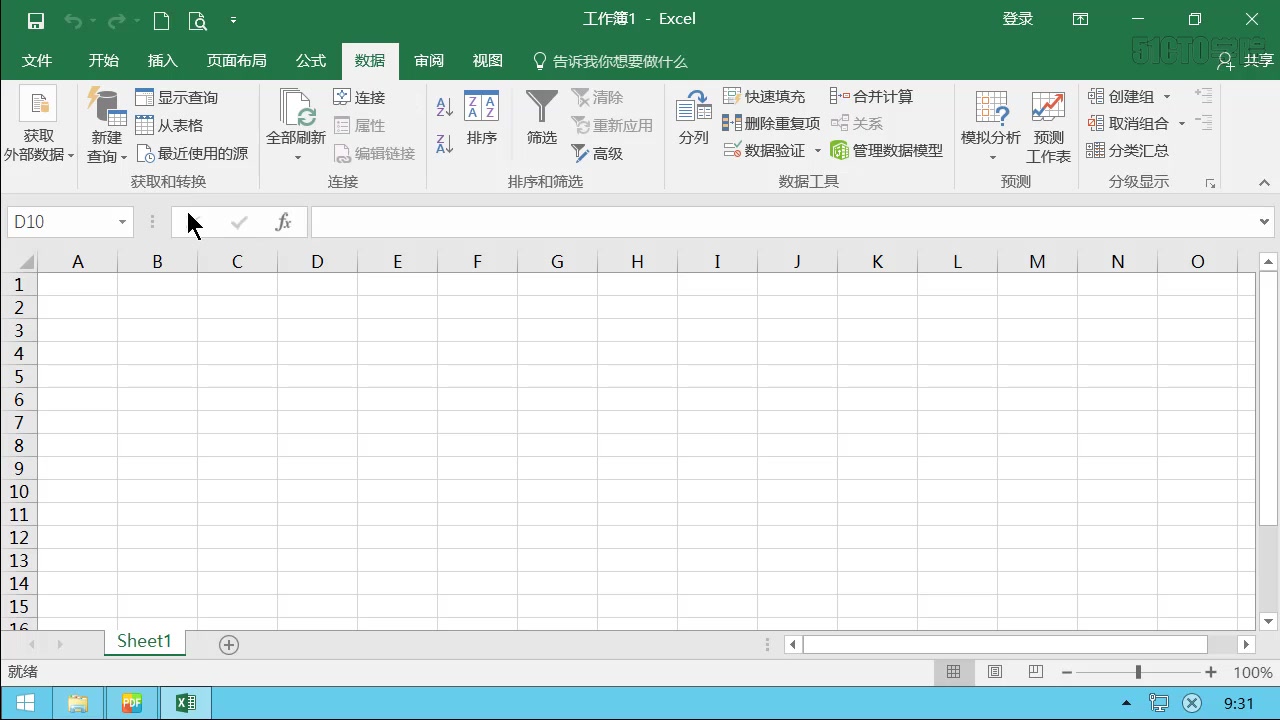 工作簿1 - Excel
登录
文件 开始 插入 页面布局 公式 数据 审阅 视图 告诉我你想要做什么 共享
51CTO学院
获取
外部数据
新建
查询
显示查询
从表格
最近使用的源
获取和转换
全部刷新
连接
属性
编辑链接
连接
排序
筛选
清除
重新应用
高级
排序和筛选
分列
快速填充
删除重复项
数据验证
合并计算
关系
管理数据模型
数据工具
模拟分析
预测
工作表
预测
创建组
取消组合
分类汇总
分级显示
D10
fx
A B C D E F G H I J K L M N O
1
2
3
4
5
6
7
8
9
10
11
12
13
14
15
16
Sheet1
就绪
100%
PDF
9:31